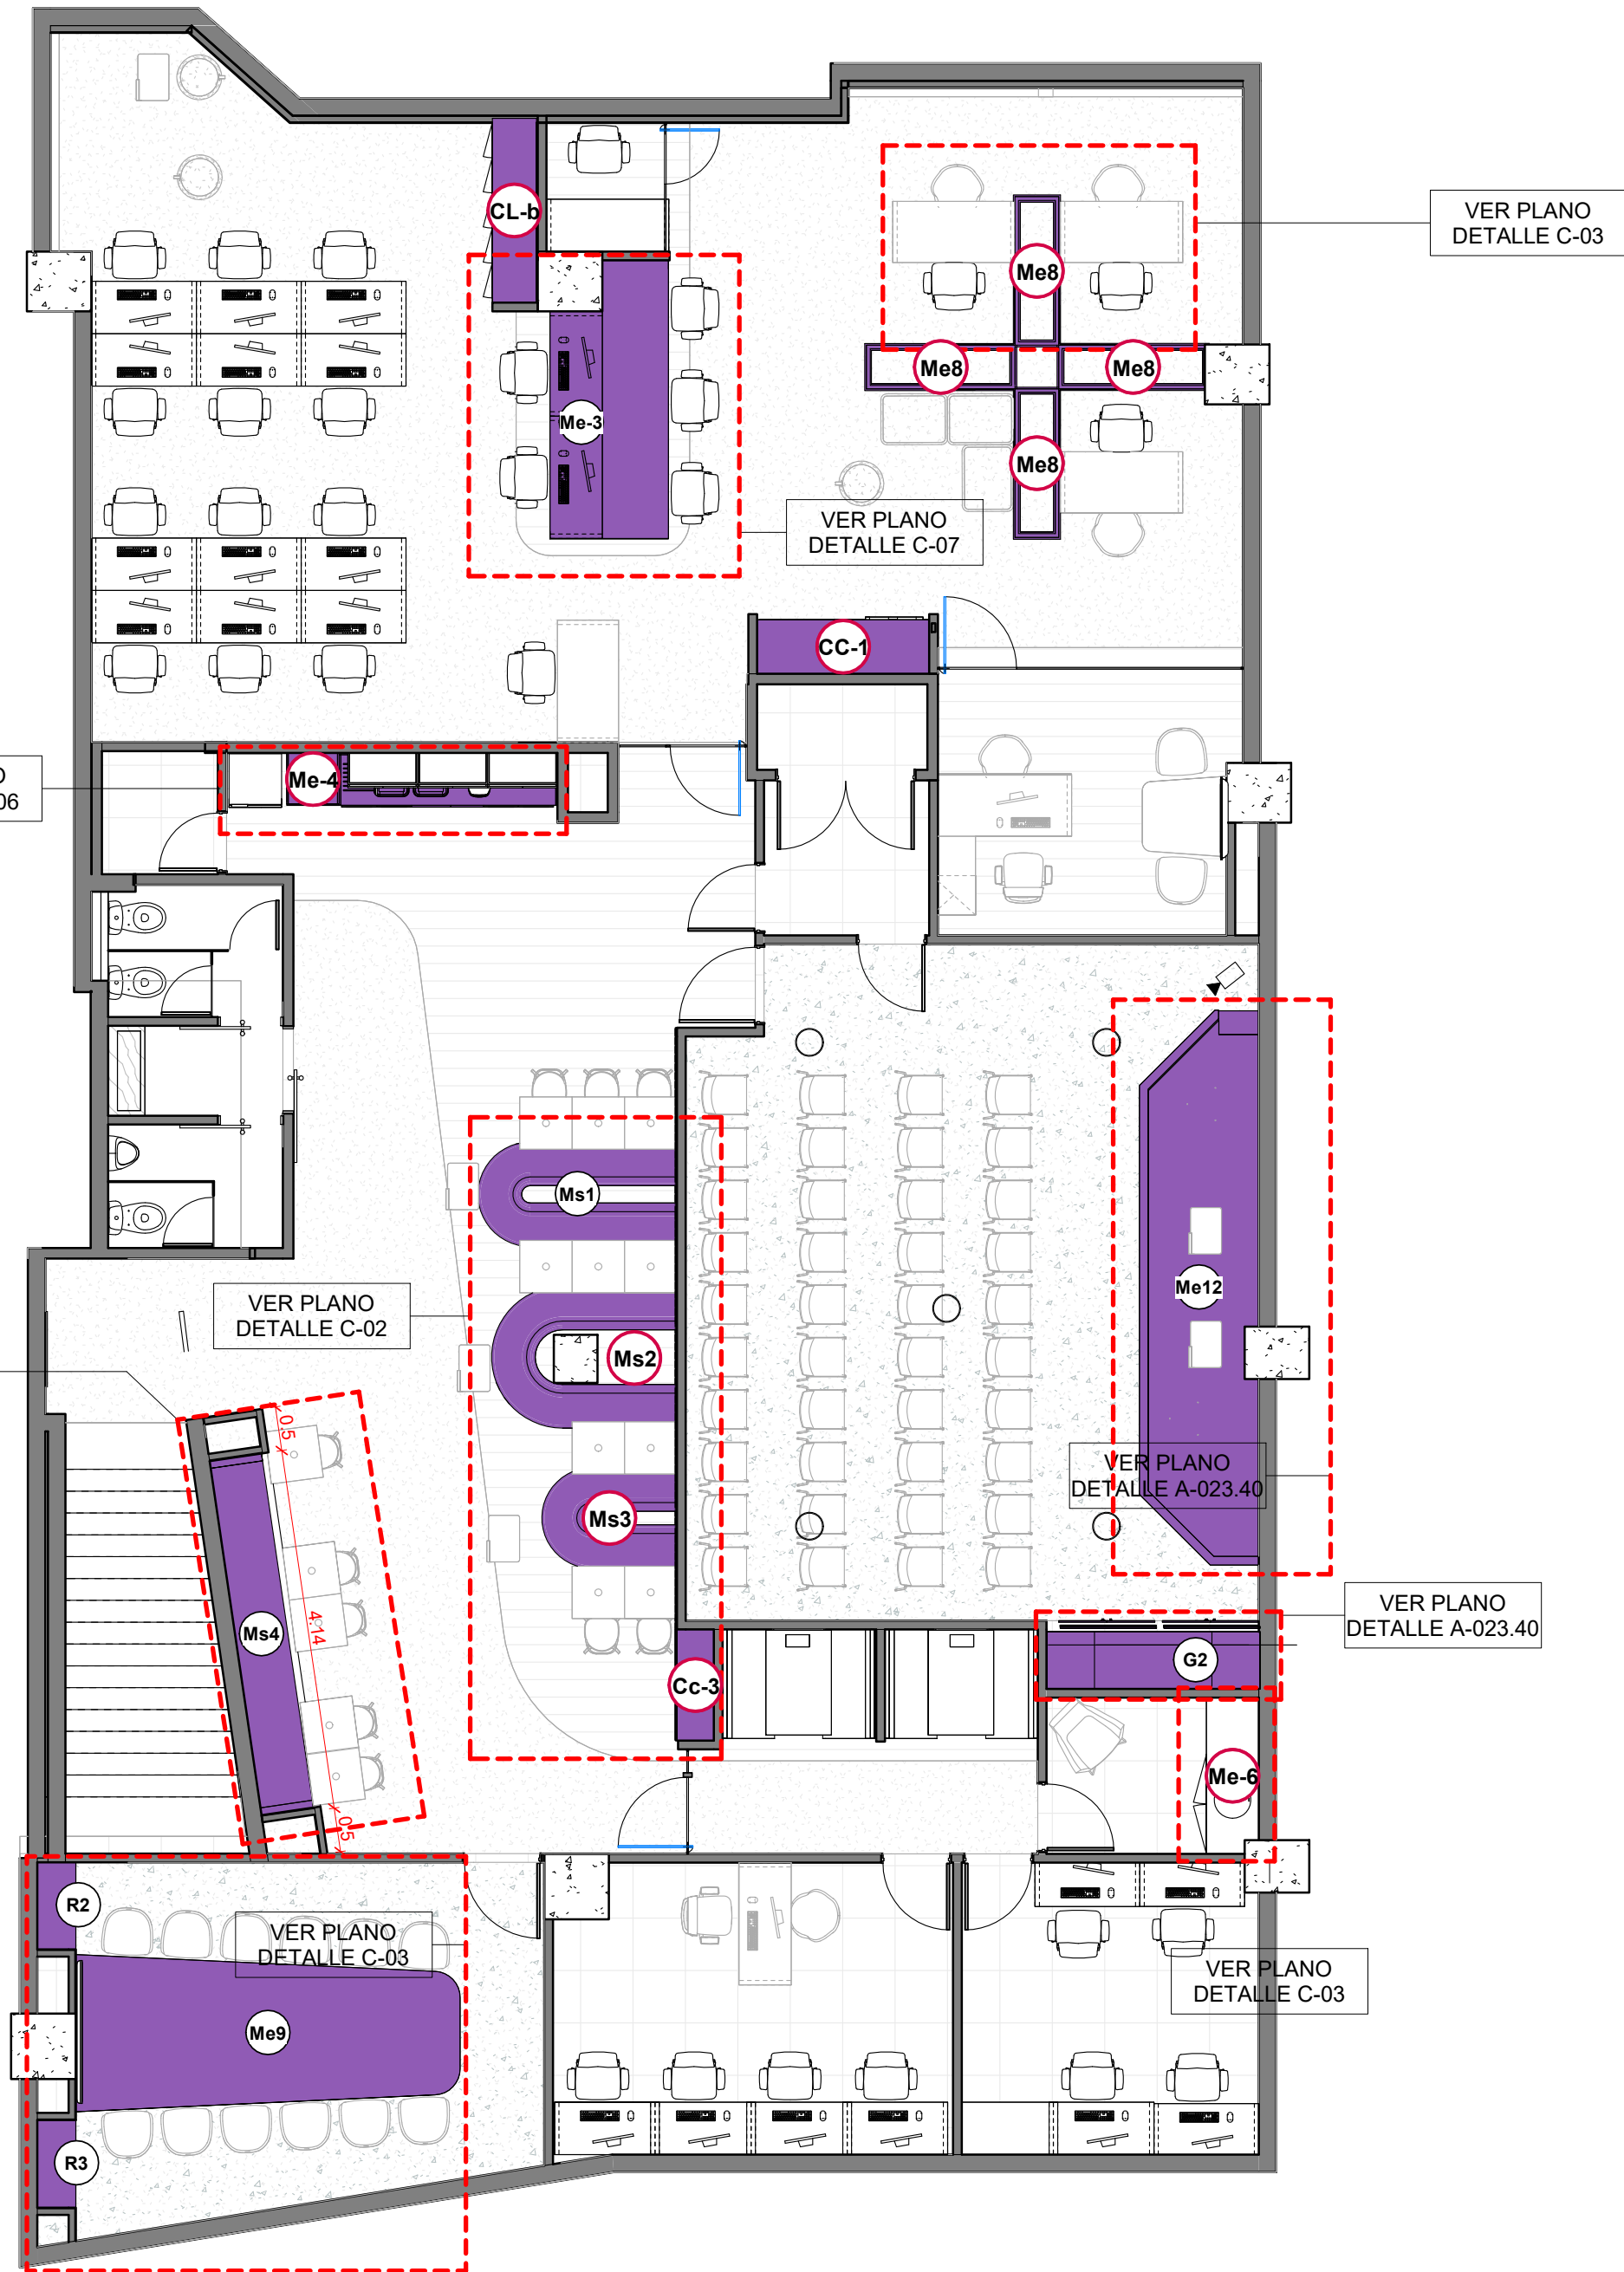 CL-b
VER PLANO
DETALLE C-03
Me8
Me8
Me8
Me-3
Me8
VER PLANO
DETALLE C-07
CC-1
Me-4
O
06
Ms1
Me12
VER PLANO
DETALLE C-02
Ms2
0.5
VER PLANO
DETALLE A-023.40
Ms3
4.14
Ms4
VER PLANO
DETALLE A-023.40
G2
Cc-3
Me-6
0.5
R2
VER PLANO
DETALLE C-03
VER PLANO
DETALLE C-03
Me9
R3